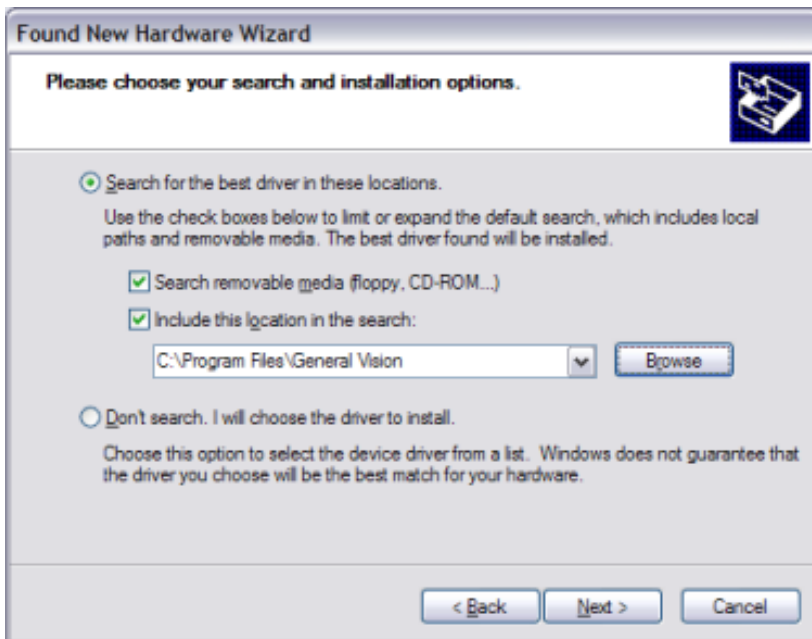 Found New Hardware Wizard
Please choose your search and installation options.
Search for the best driver in these locations.
Use the check boxes below to limit or expand the default search, which includes local
paths and removable media. The best driver found will be installed.
Search removable media (floppy, CD-ROM...)
Include this location in the search:
C:\Program Files\General Vision
Browse
Don't search. I will choose the driver to install.
Choose this option to select the device driver from a list. Windows does not guarantee that
the driver you choose will be the best match for your hardware.
< Back Next > Cancel